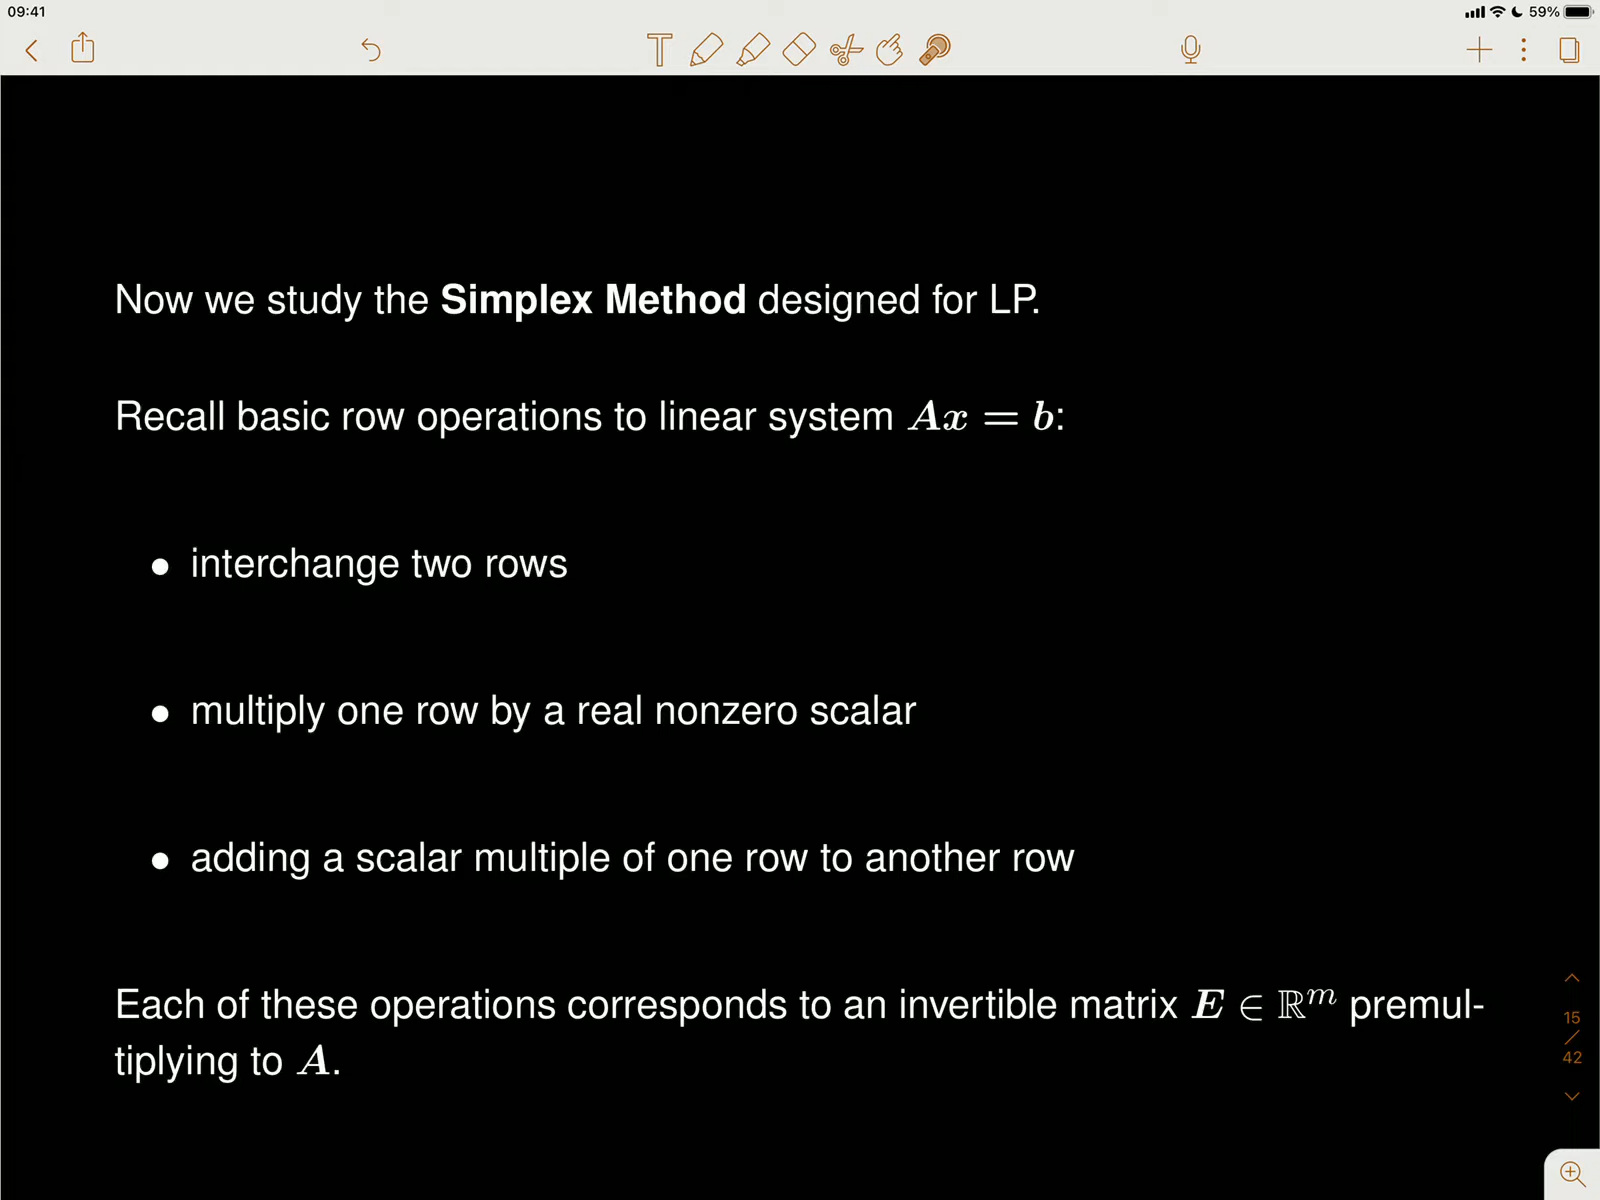 09:41
59%
Now we study the Simplex Method designed for LP.
Recall basic row operations to linear system Ax = b:
• interchange two rows
• multiply one row by a real nonzero scalar
• adding a scalar multiple of one row to another row
Each of these operations corresponds to an invertible matrix E ∈ ℝᵐ premul-
tiplying to A.
15
/
42